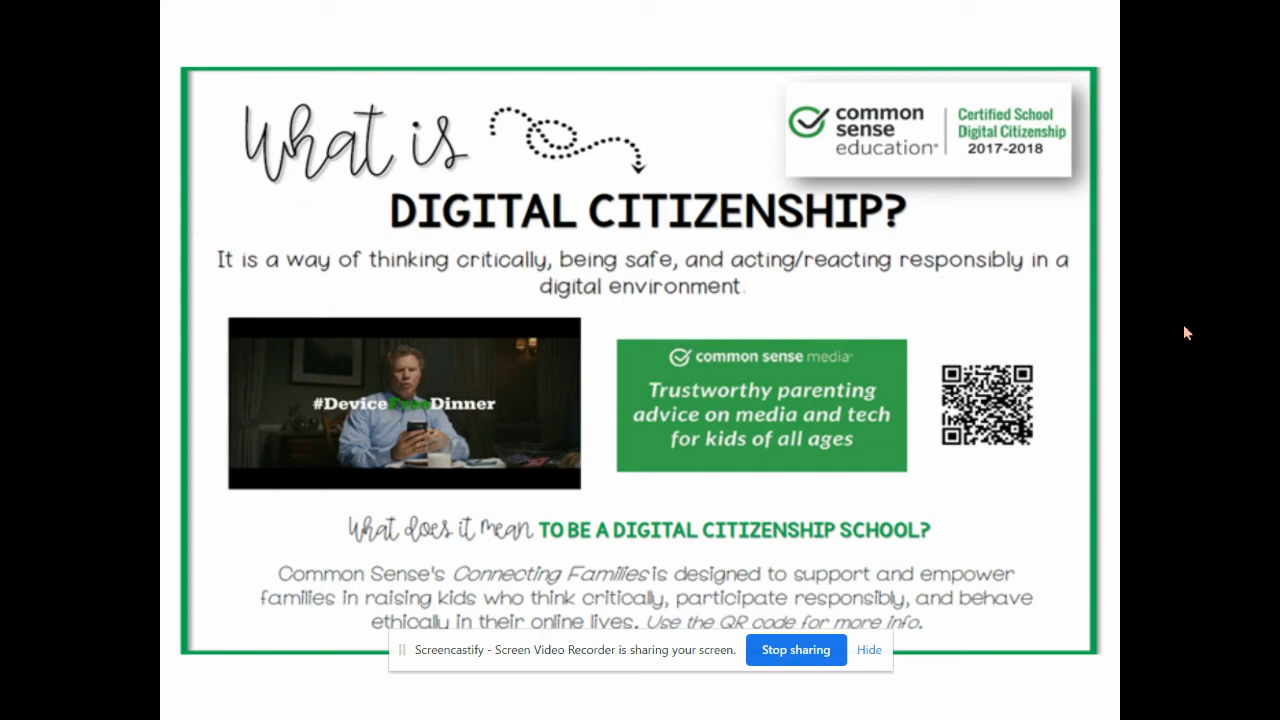 What is
common
sense
education®
Certified School
Digital Citizenship
2017-2018
DIGITAL CITIZENSHIP?
It is a way of thinking critically, being safe, and acting/reacting responsibly in a
digital environment.
#DeviceFreeDinner
common sense media®
Trustworthy parenting
advice on media and tech
for kids of all ages
What does it mean TO BE A DIGITAL CITIZENSHIP SCHOOL?
Common Sense's Connecting Families is designed to support and empower
families in raising kids who think critically, participate responsibly, and behave
ethically in their online lives. Use the QR code for more info.
Screencastify - Screen Video Recorder is sharing your screen.
Stop sharing
Hide